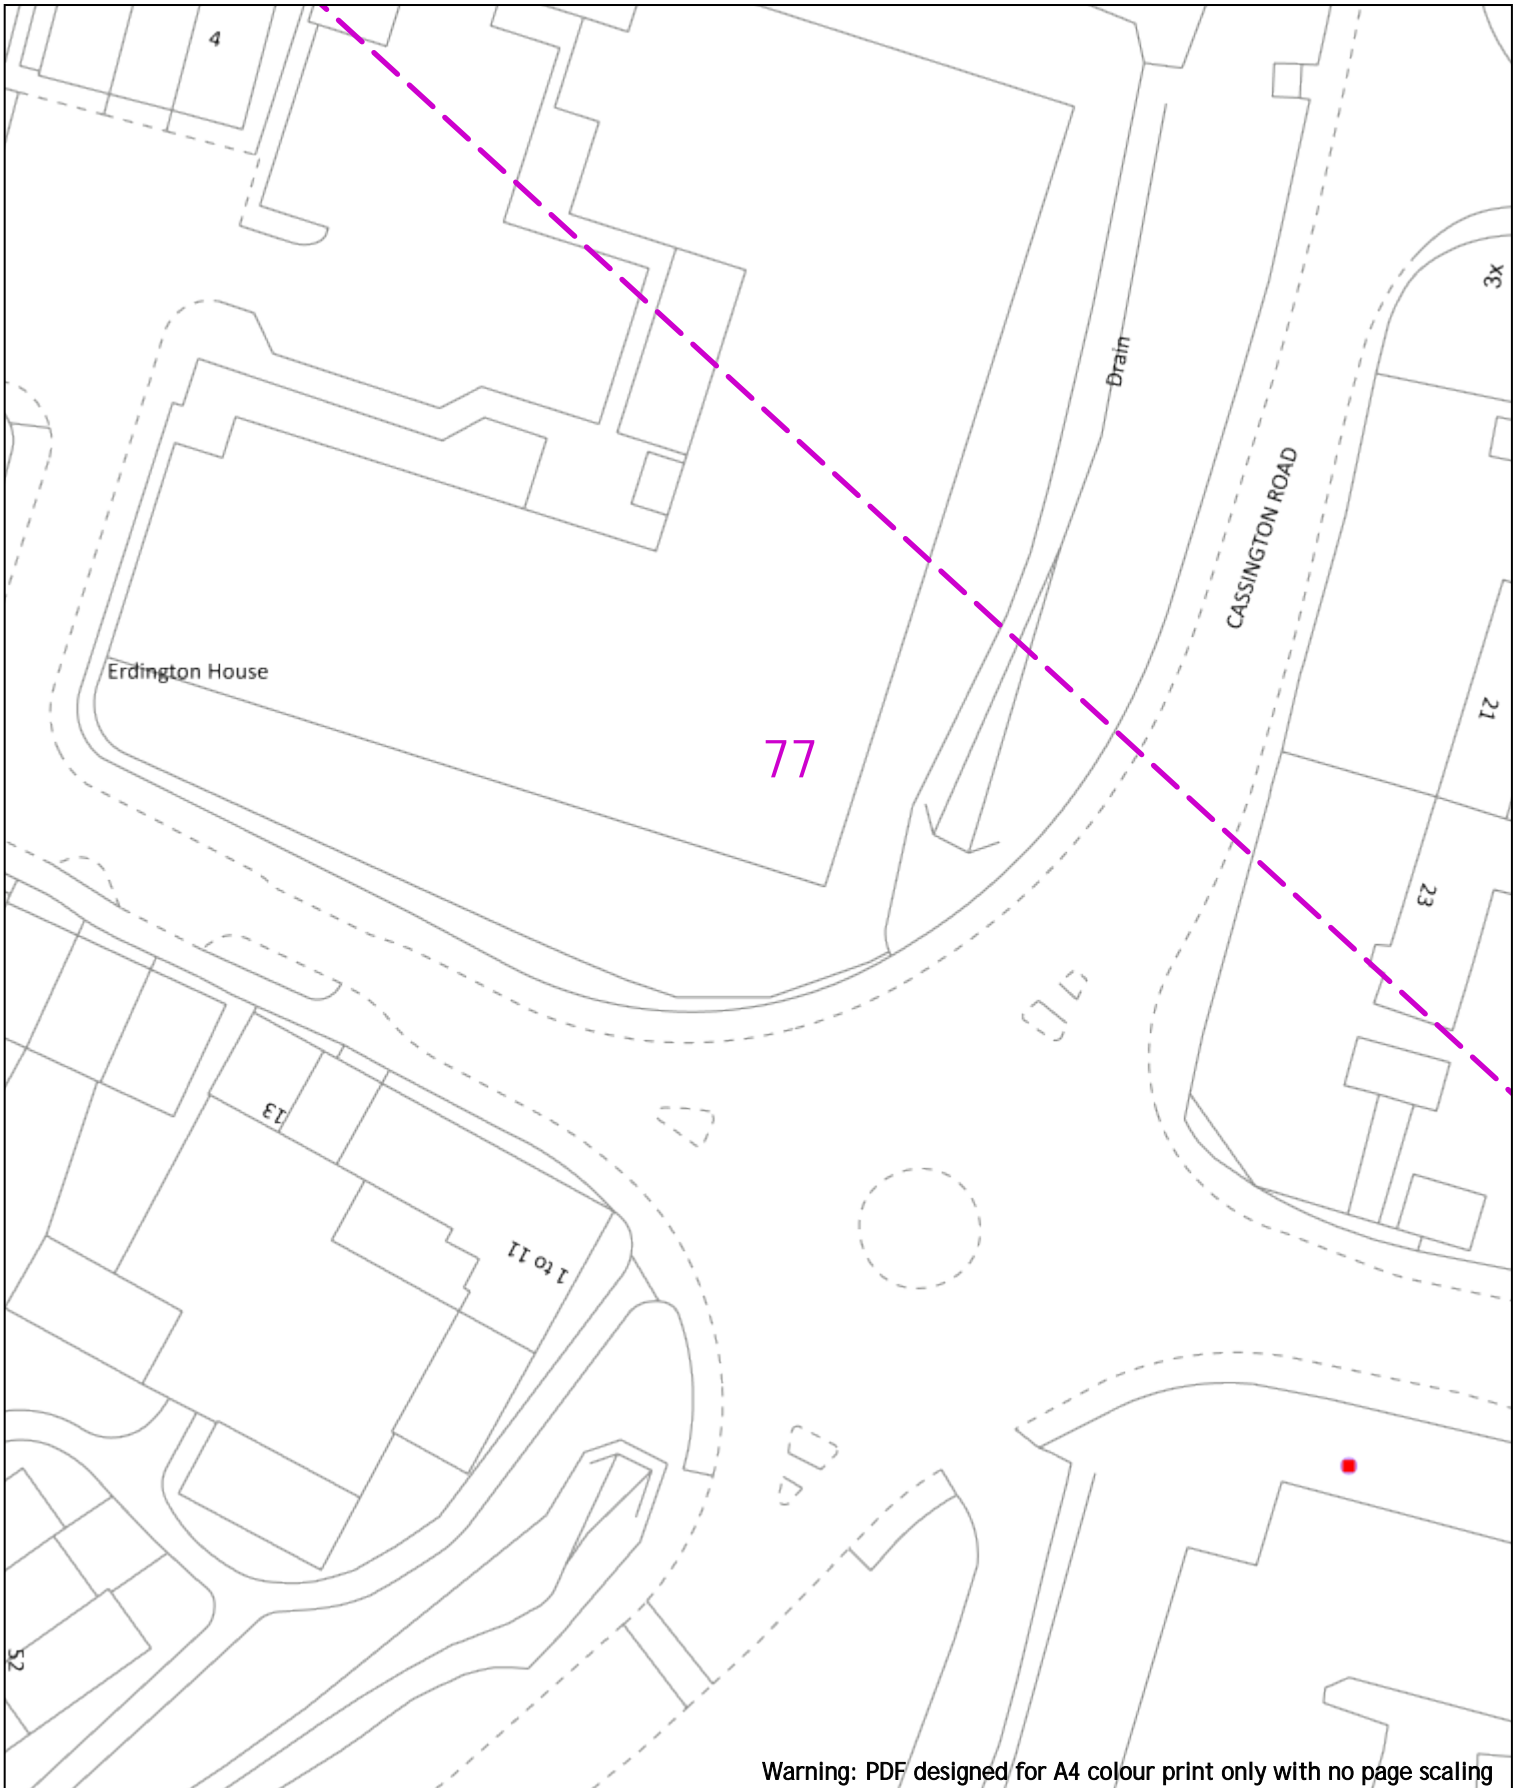 4
3x
Drain
CASSINGTON ROAD
Erdington House
21
77
23
13
1 to 11
52
Warning: PDF designed for A4 colour print only with no page scaling